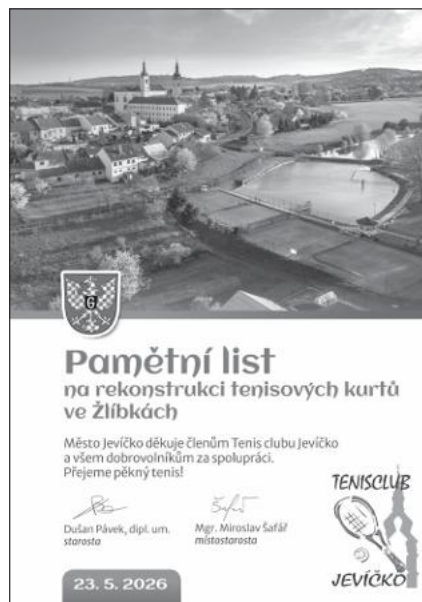 G
Pamětní list
na rekonstrukci tenisových kurtů
ve Žlíbkách
Město Jevíčko děkuje členům Tenis clubu Jevíčko
a všem dobrovolníkům za spolupráci.
Přejeme pěkný tenis!
Dušan Pávek, dipl. um.
starosta
Mgr. Miroslav Šafář
místostarosta
TENISCLUB
JEVÍČKO
23. 5. 2026